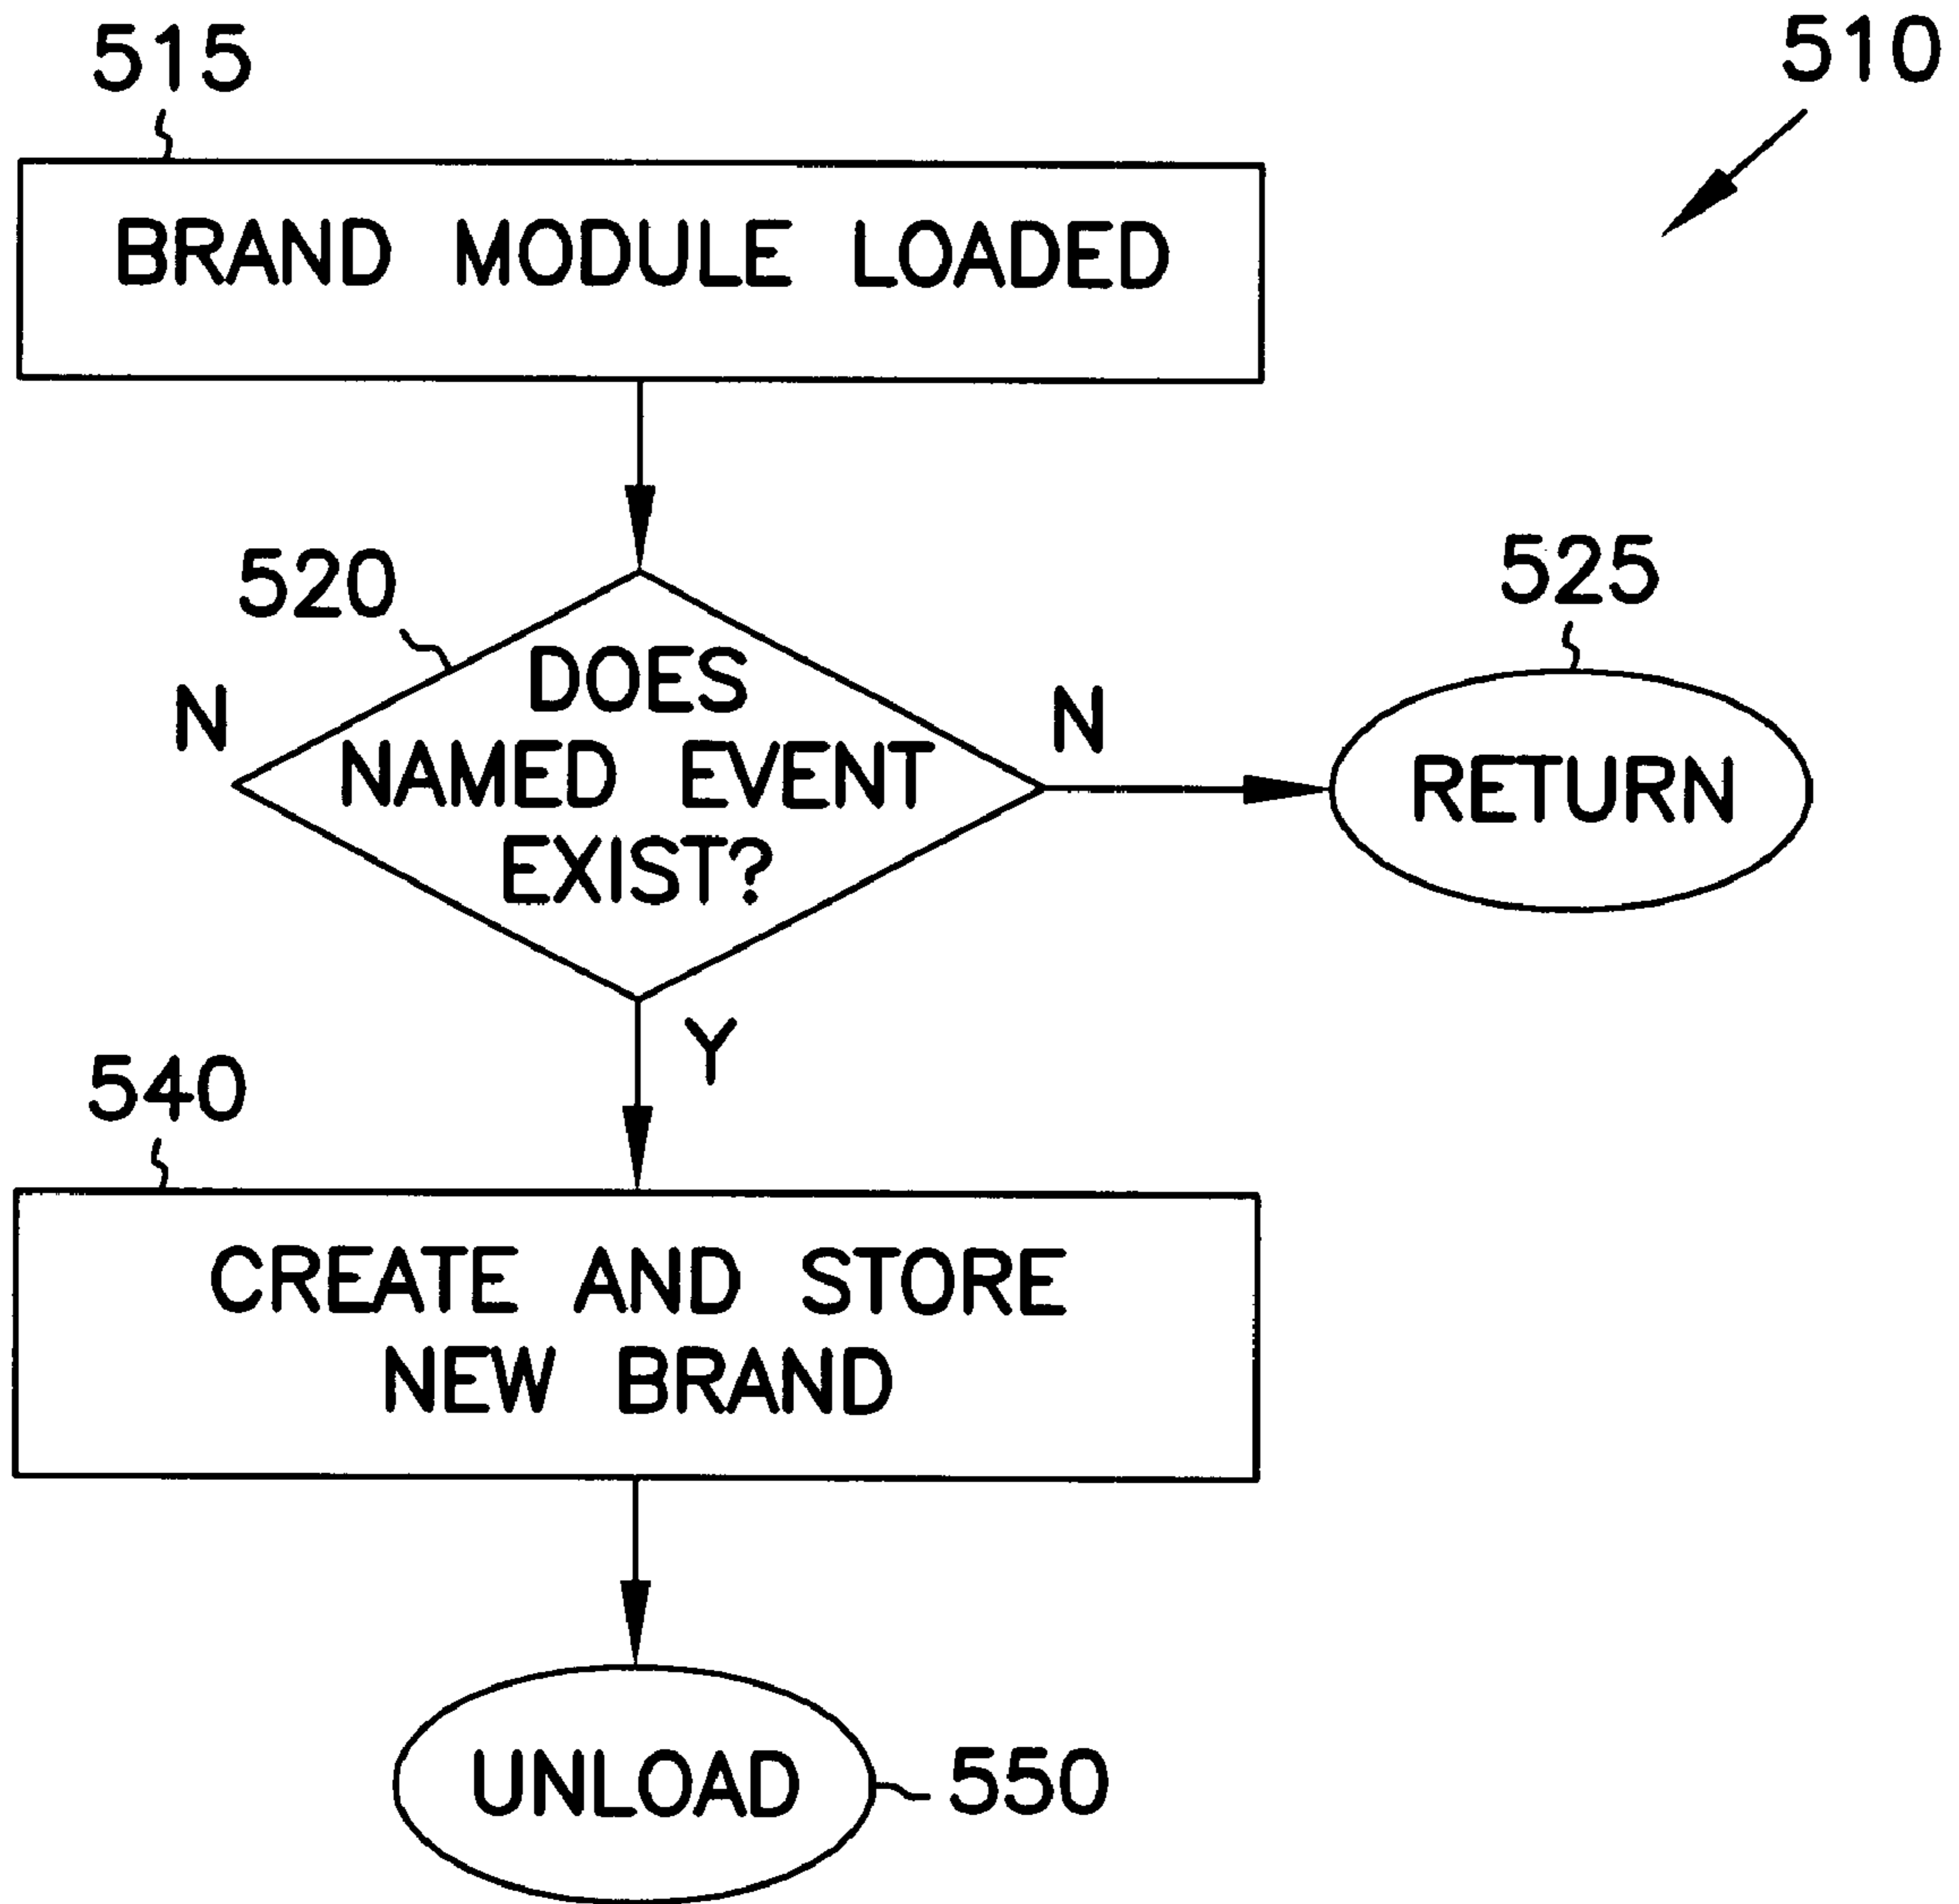 515
510
BRAND MODULE LOADED
520
525
N
DOES
N
NAMED EVENT
RETURN
EXIST?
Y
540
CREATE AND STORE
NEW BRAND
UNLOAD
550